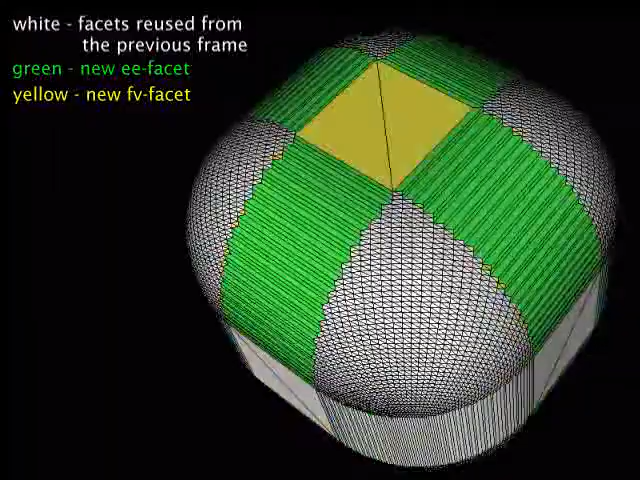 white - facets reused from
the previous frame
green - new ee-facet
yellow - new fv-facet